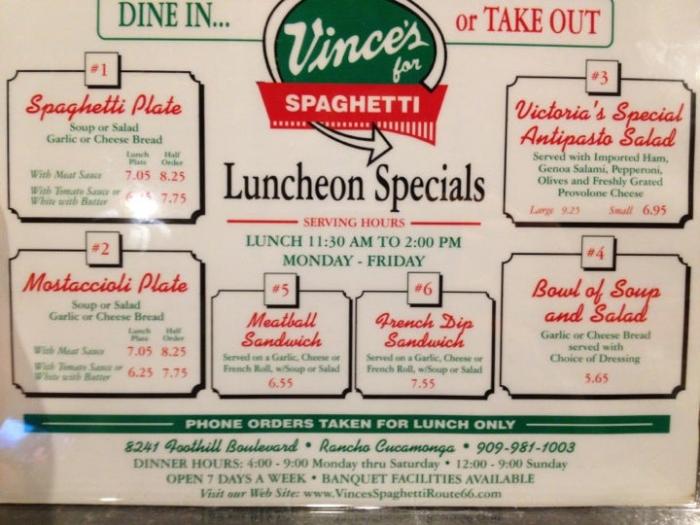 DINE IN...
or TAKE OUT
Vince's
for
SPAGHETTI
Luncheon Specials
SERVING HOURS
LUNCH 11:30 AM TO 2:00 PM
MONDAY - FRIDAY
#1
Spaghetti Plate
Soup or Salad
Garlic or Cheese Bread
Lunch Half
Plate Order
With Meat Sauce 7.05 8.25
With Tomato Sauce or
White with Butter 7.75
#2
Mostaccioli Plate
Soup or Salad
Garlic or Cheese Bread
Lunch Half
Plate Order
With Meat Sauce 7.05 8.25
With Tomato Sauce or
White with Butter 6.25 7.75
#3
Victoria's Special
Antipasto Salad
Served with Imported Ham,
Genoa Salami, Pepperoni,
Olives and Freshly Grated
Provolone Cheese
Large 9.25 Small 6.95
#4
Bowl of Soup
and Salad
Garlic or Cheese Bread
served with
Choice of Dressing
5.65
#5
Meatball
Sandwich
Served on a Garlic, Cheese or
French Roll, w/Soup or Salad
6.55
#6
French Dip
Sandwich
Served on a Garlic, Cheese or
French Roll, w/Soup or Salad
7.55
PHONE ORDERS TAKEN FOR LUNCH ONLY
8241 Foothill Boulevard • Rancho Cucamonga • 909-981-1003
DINNER HOURS: 4:00 - 9:00 Monday thru Saturday • 12:00 - 9:00 Sunday
OPEN 7 DAYS A WEEK • BANQUET FACILITIES AVAILABLE
Visit our Web Site: www.VincesSpaghettiRoute66.com